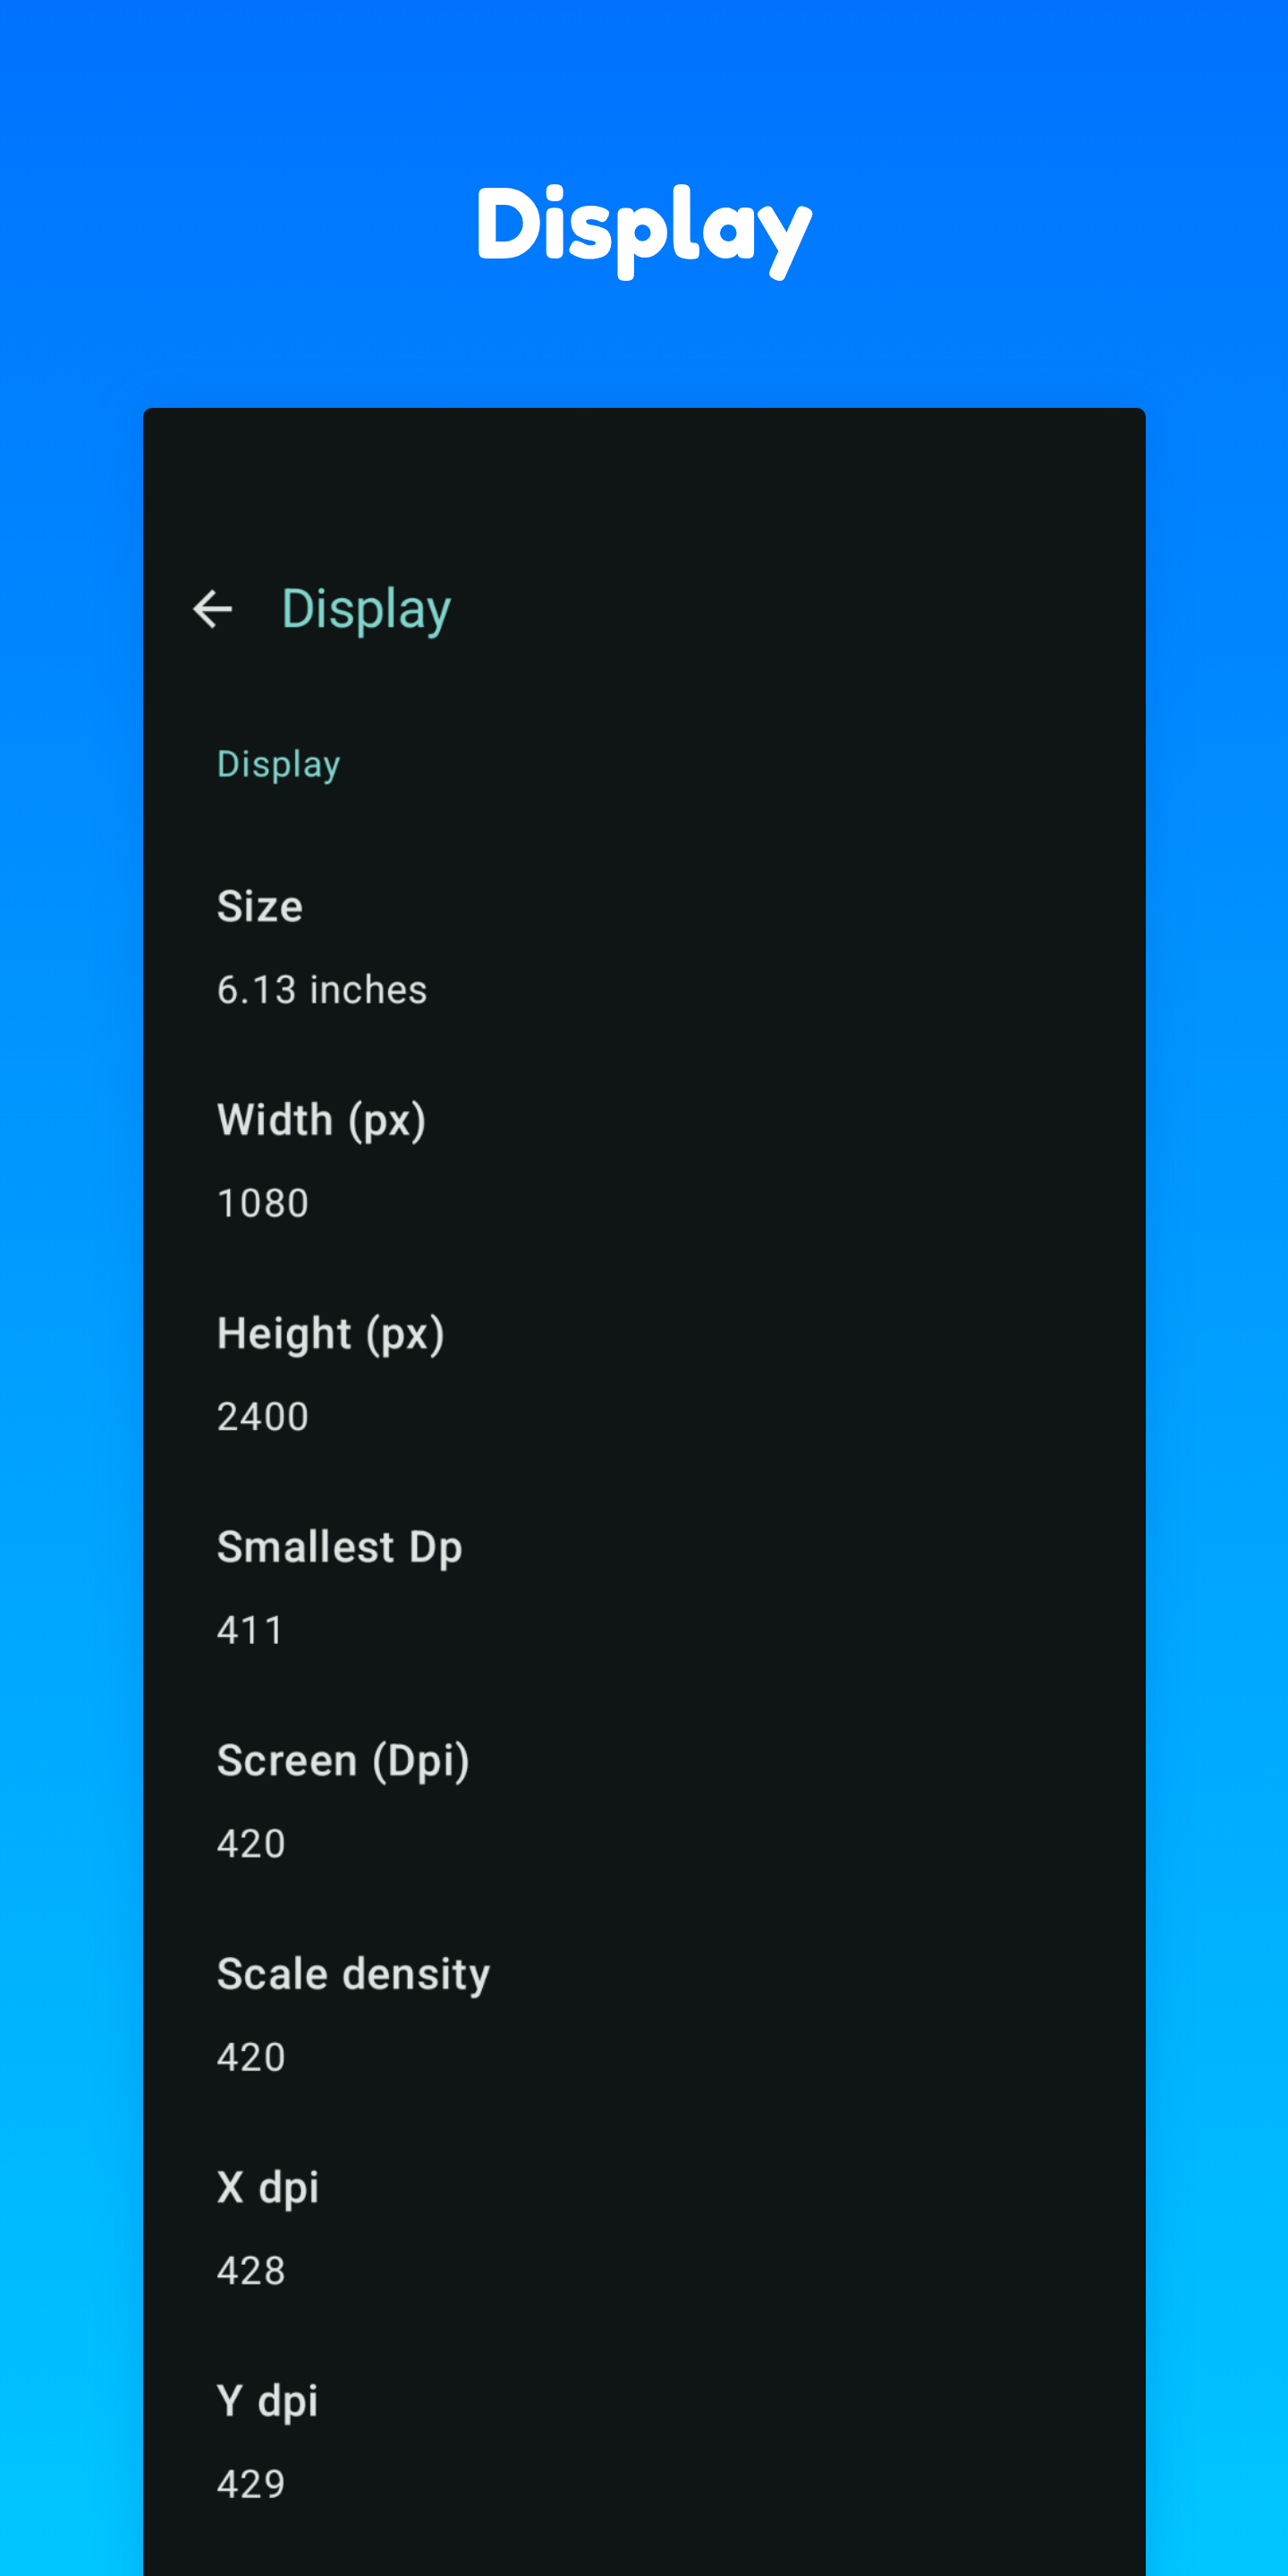 Display
Display
Display
Size
6.13 inches
Width (px)
1080
Height (px)
2400
Smallest Dp
411
Screen (Dpi)
420
Scale density
420
X dpi
428
Y dpi
429